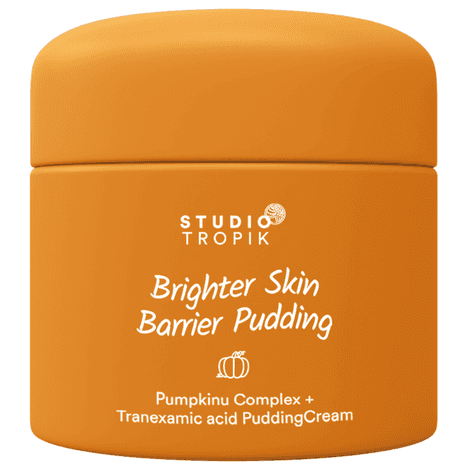 STUDIO
TROPIK
Brighter Skin
Barrier Pudding
Pumpkinu Complex +
Tranexamic acid PuddingCream